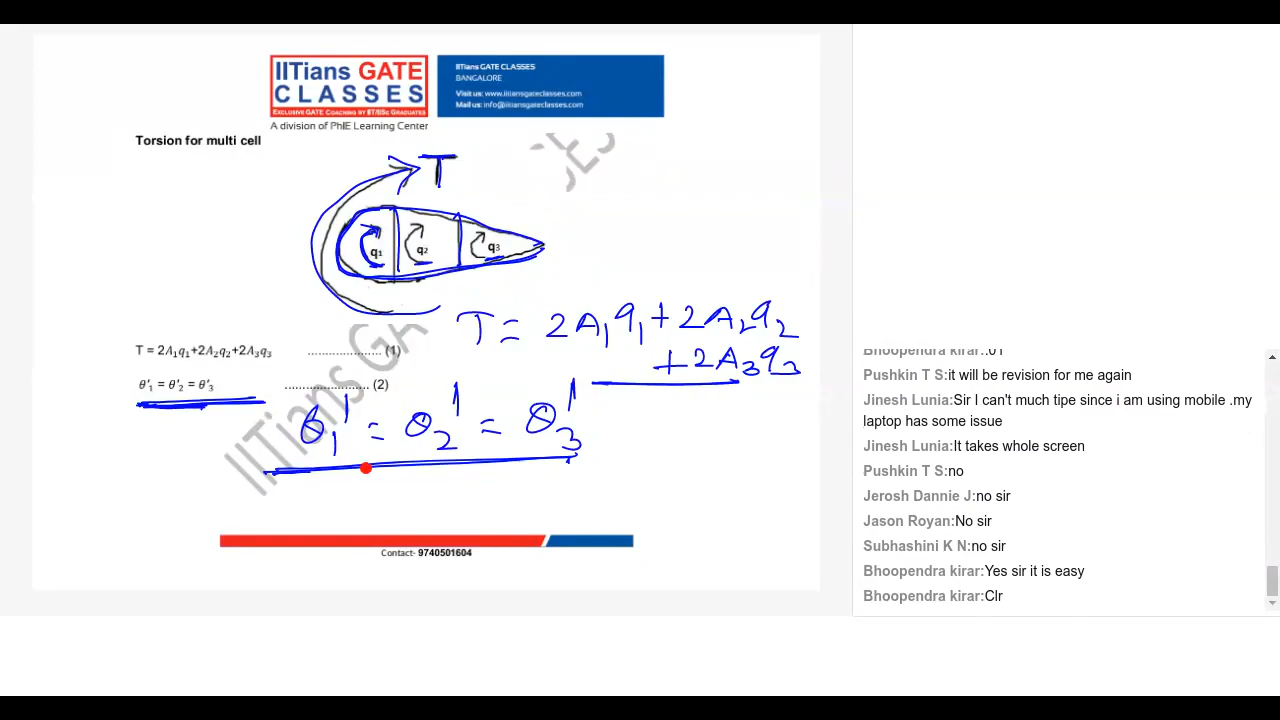 IITians GATE
CLASSES
EXCLUSIVE GATE COACHING BY IIT/IISc GRADUATES
A division of PhIE Learning Center
IITians GATE CLASSES
BANGALORE
Visit us: www.iitiansgateclasses.com
Mail us: info@iitiansgateclasses.com
Torsion for multi cell
T
q₁ q₂ q₃
T = 2A₁q₁ + 2A₂q₂
+ 2A₃q₃
T = 2A₁q₁+2A₂q₂+2A₃q₃ ...................... (1)
θ'₁ = θ'₂ = θ'₃ ......................... (2)
θ₁' = θ₂' = θ₃'
IITians GA
Contact- 9740501604
Bhoopendra kirar:..01
Pushkin T S:it will be revision for me again
Jinesh Lunia:Sir I can't much tipe since i am using mobile .my
laptop has some issue
Jinesh Lunia:It takes whole screen
Pushkin T S:no
Jerosh Dannie J:no sir
Jason Royan:No sir
Subhashini K N:no sir
Bhoopendra kirar:Yes sir it is easy
Bhoopendra kirar:Clr